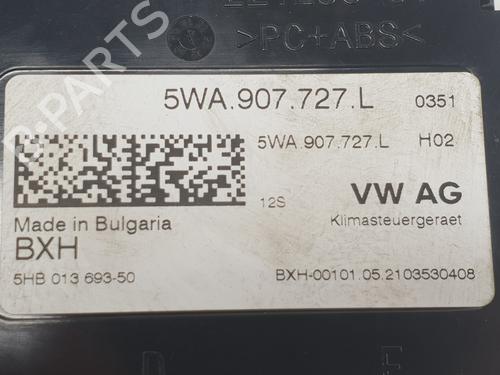 >PC+ABS<
5WA.907.727.L 0351
5WA.907.727.L H02
12S VW AG
Made in Bulgaria Klimasteuergeraet
BXH
5HB 013 693-50 BXH-00101.05.2103530408
B-PARTS